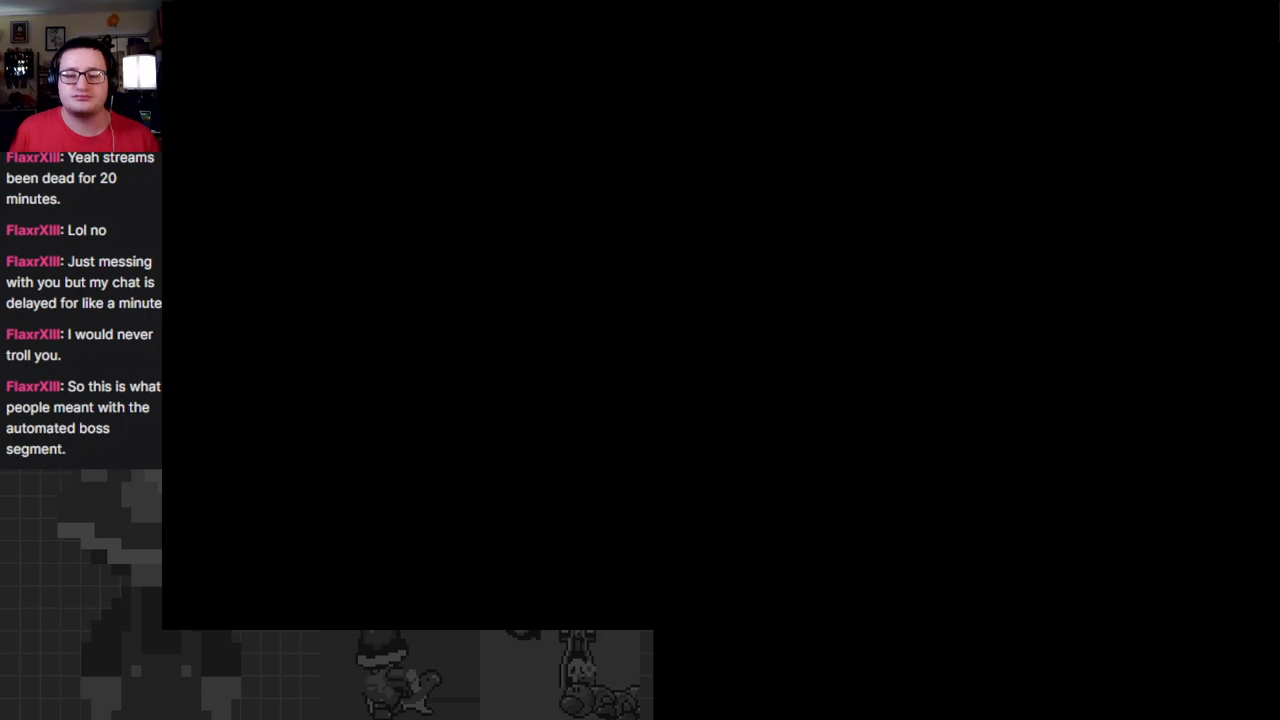 FlaxrXIII: Yeah streams
been dead for 20
minutes.
FlaxrXIII: Lol no
FlaxrXIII: Just messing
with you but my chat is
delayed for like a minute
FlaxrXIII: I would never
troll you.
FlaxrXIII: So this is what
people meant with the
automated boss
segment.